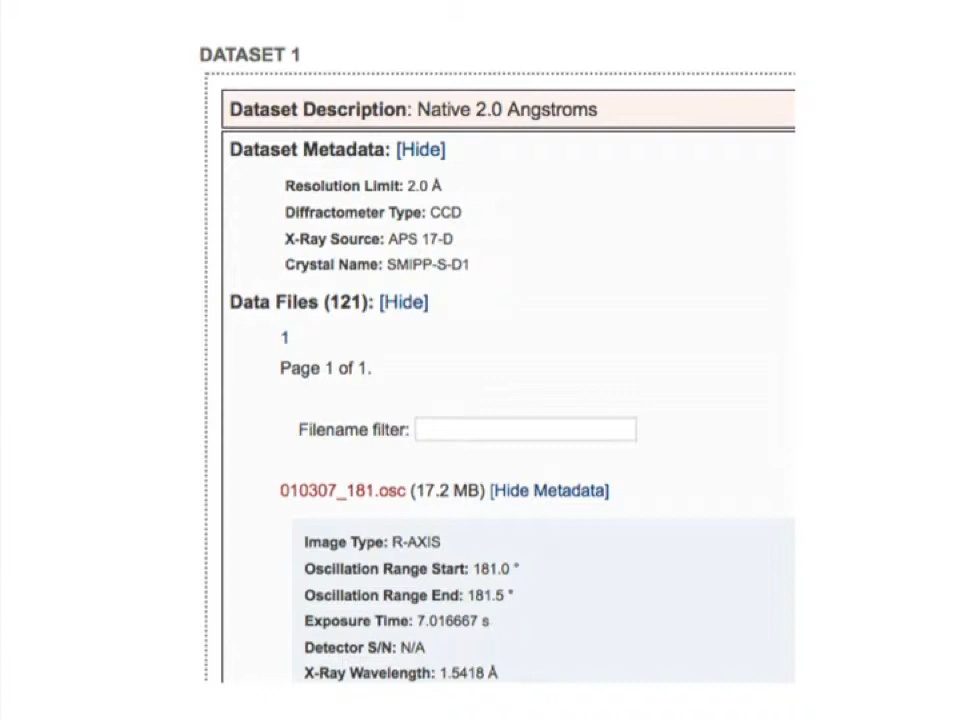 DATASET 1
Dataset Description: Native 2.0 Angstroms
Dataset Metadata: [Hide]
Resolution Limit: 2.0 Å
Diffractometer Type: CCD
X-Ray Source: APS 17-D
Crystal Name: SMIPP-S-D1
Data Files (121): [Hide]
1
Page 1 of 1.
Filename filter:
010307_181.osc (17.2 MB) [Hide Metadata]
Image Type: R-AXIS
Oscillation Range Start: 181.0 °
Oscillation Range End: 181.5 °
Exposure Time: 7.016667 s
Detector S/N: N/A
X-Ray Wavelength: 1.5418 Å